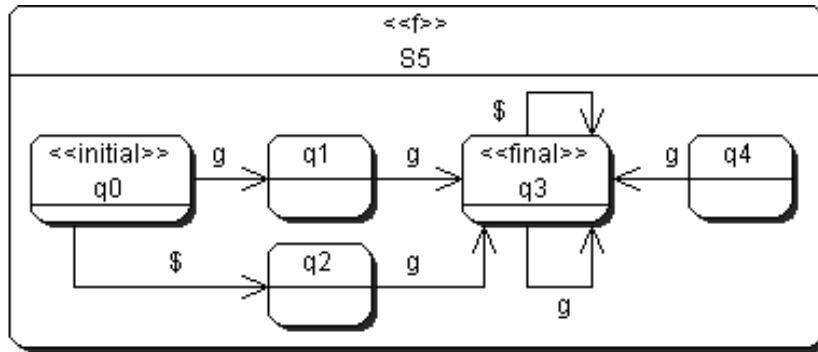 <<f>>
S5
$
<<initial>> g q1 g <<final>> g q4
q0 q3
$ q2 g
g